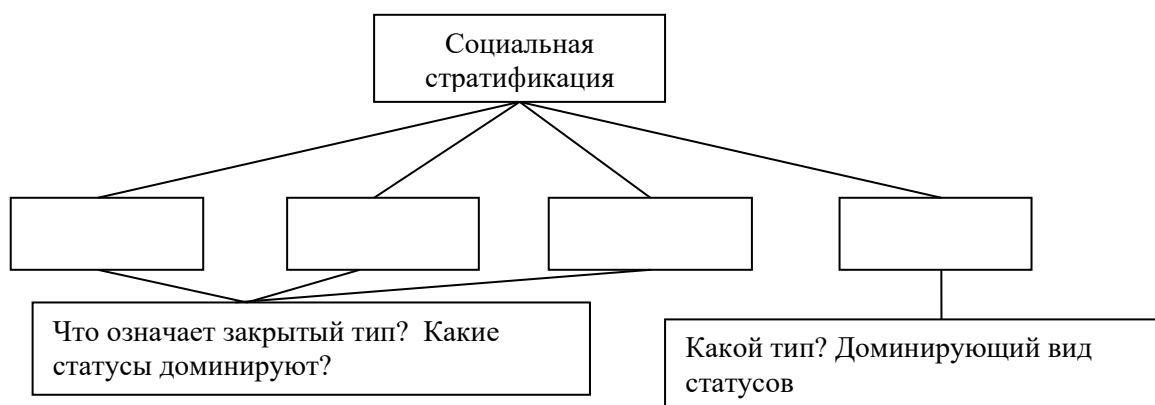 Социальная
стратификация
Что означает закрытый тип?  Какие
статусы доминируют?
Какой тип? Доминирующий вид
статусов